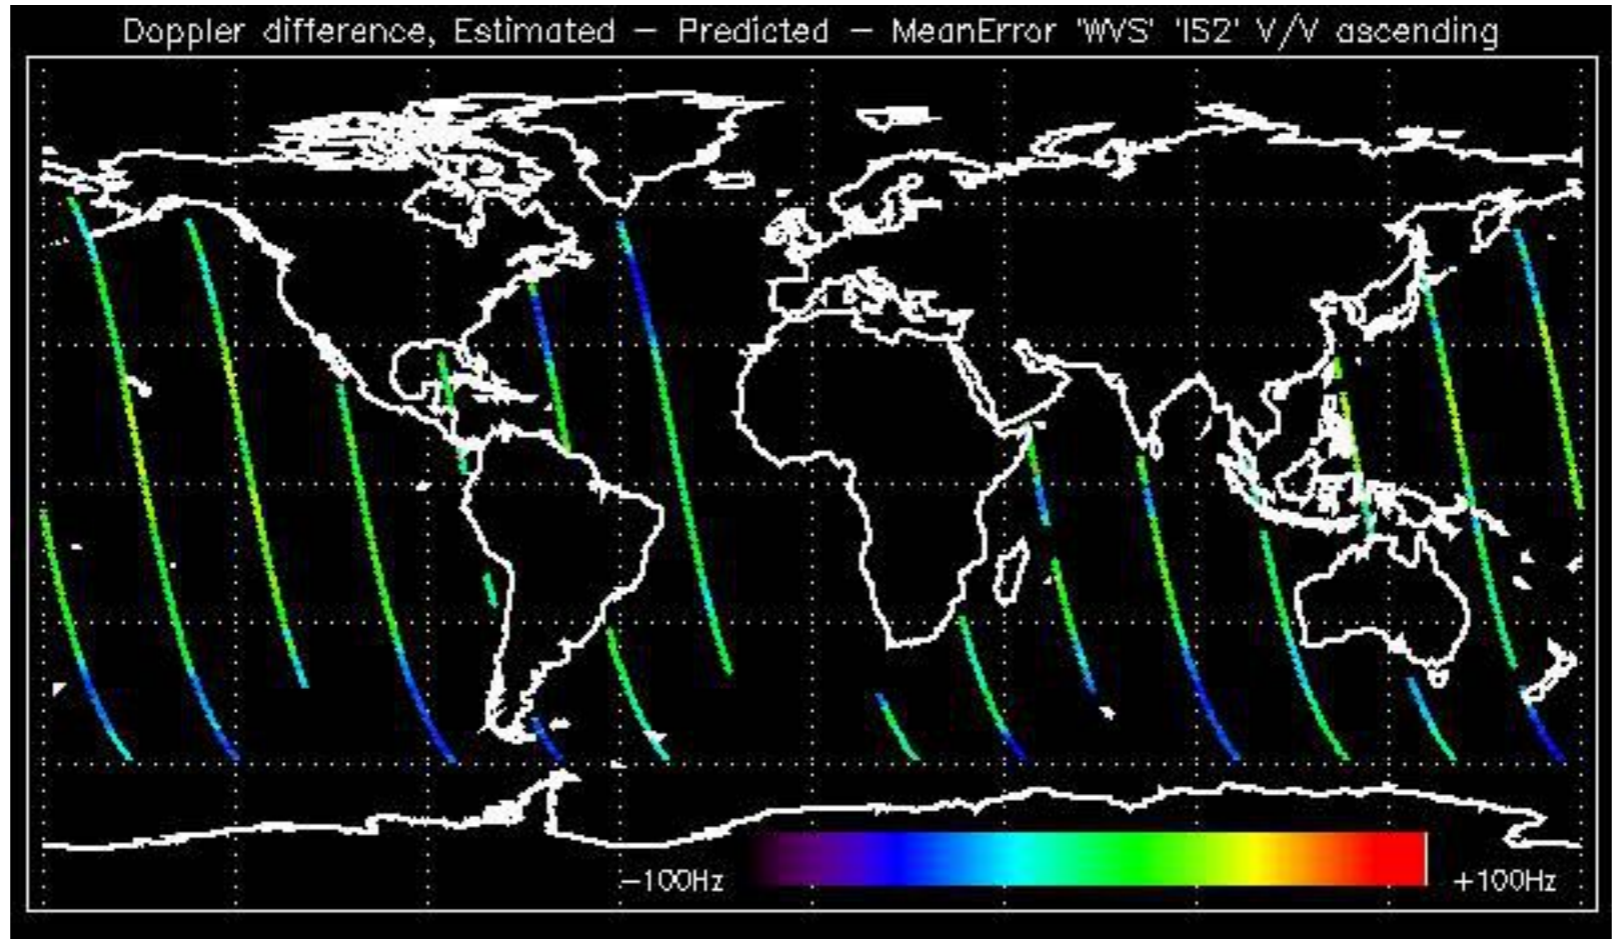 Doppler difference, Estimated − Predicted − MeanError 'WVS' 'IS2' V/V ascending
−100Hz +100Hz